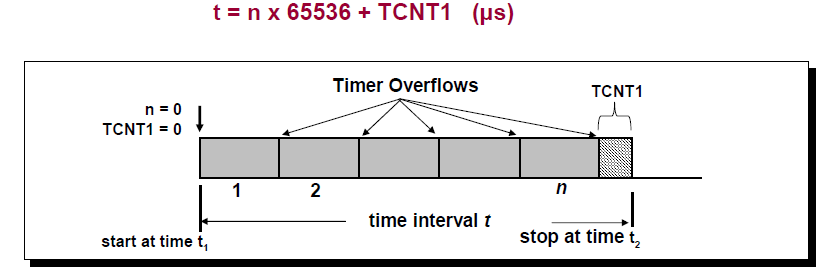 t = n x 65536 + TCNT1 (μs)
Timer Overflows
TCNT1
n = 0
TCNT1 = 0
1 2 n
time interval t
start at time t₁
stop at time t₂